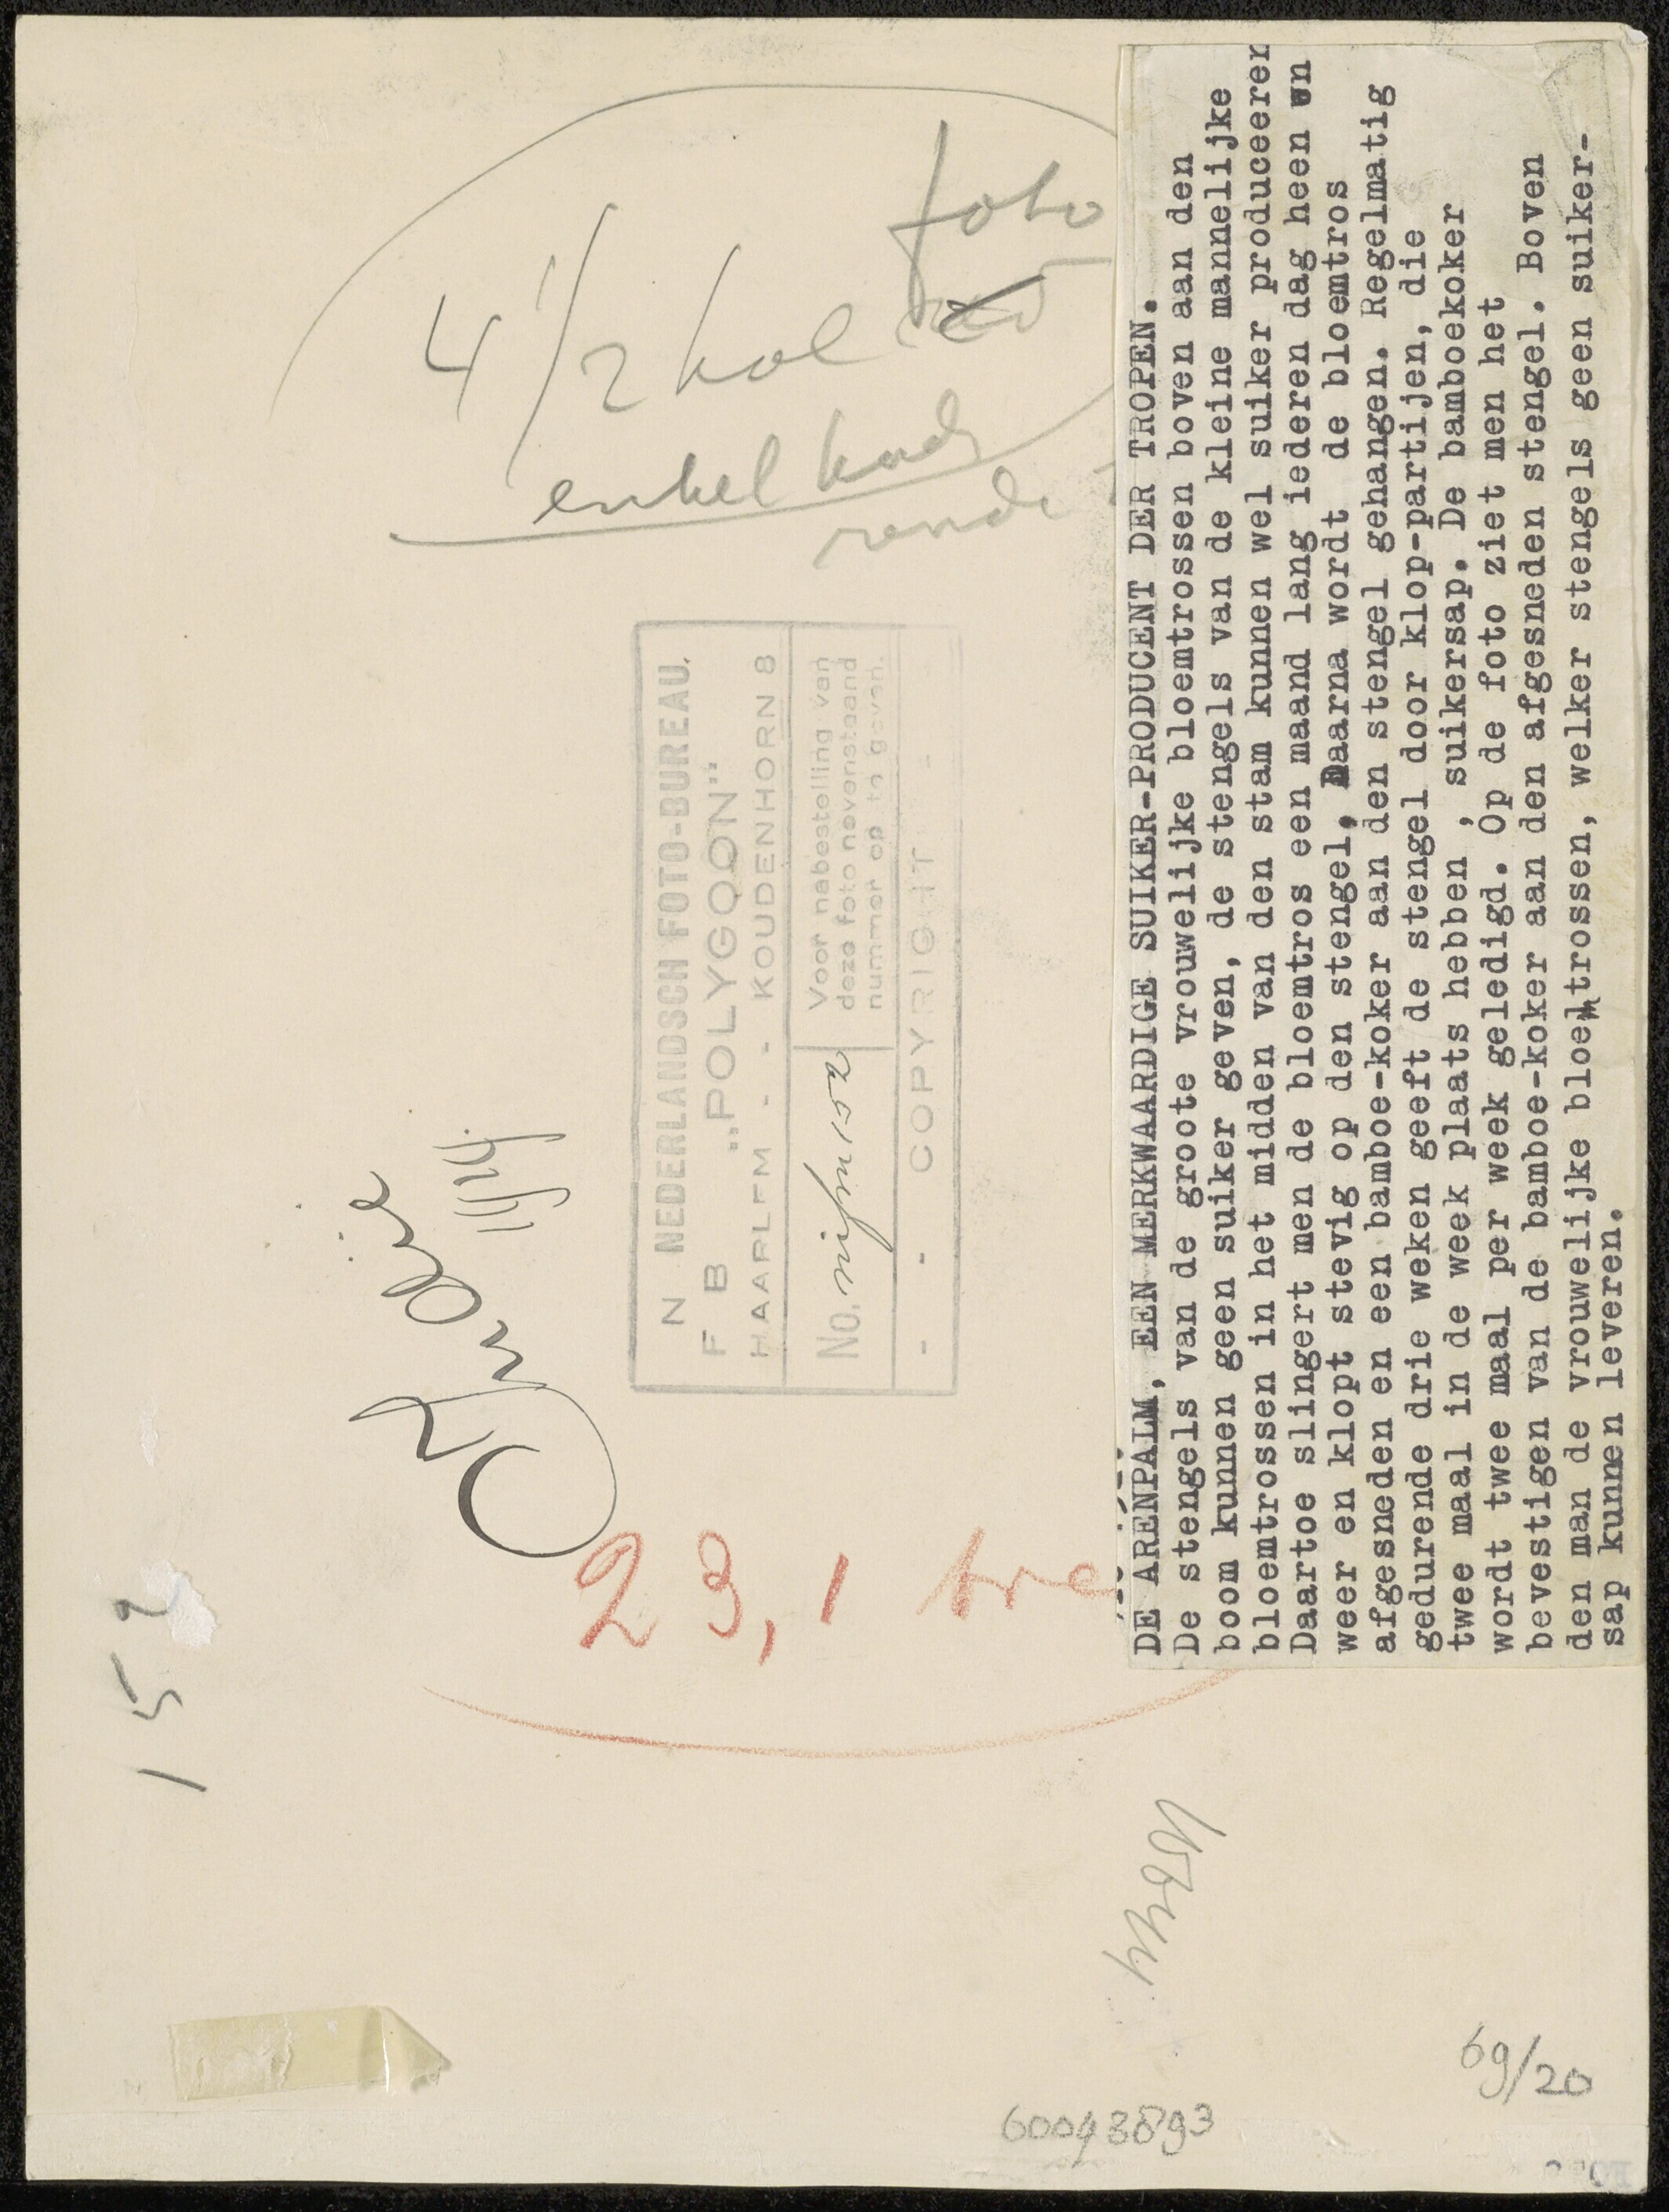 DE ARENPALM, EEN MERKWAARDIGE SUIKER-PRODUCENT DER TROPEN.
De stengels van de groote vrouwelijke bloemtrossen boven aan den
boom kunnen geen suiker geven, de stengels van de kleine mannelijke
bloemtrossen in het midden van den stam kunnen wel suiker produceeren
Daartoe slingert men de bloemtros een maand lang iederen dag heen en
weer en klopt stevig op den stengel. Daarna wordt de bloemtros
afgesneden en een bamboe-koker aan den stengel gehangen. Regelmatig
gedurende drie weken geeft de stengel door klop-partijen, die
twee maal in de week plaats hebben , suikersap. De bamboekoker
wordt twee maal per week geledigd. Op de foto ziet men het
bevestigen van de bamboe-koker aan den afgesneden stengel. Boven
den man de vrouwelijke bloemtrossen, welker stengels geen suiker-
sap kunnen leveren.
N NEDERLANDSCH FOTO-BUREAU.
F B „POLYGOON"
HAARLEM - - KOUDENHORN 8
No.
Voor nabestelling van
deze foto nevenstaand
nummer op te geven.
- - COPYRIGHT - -
foto
4 1/2 kol
enkel kader
Indië
23,1 bre
152
69/20
60043893